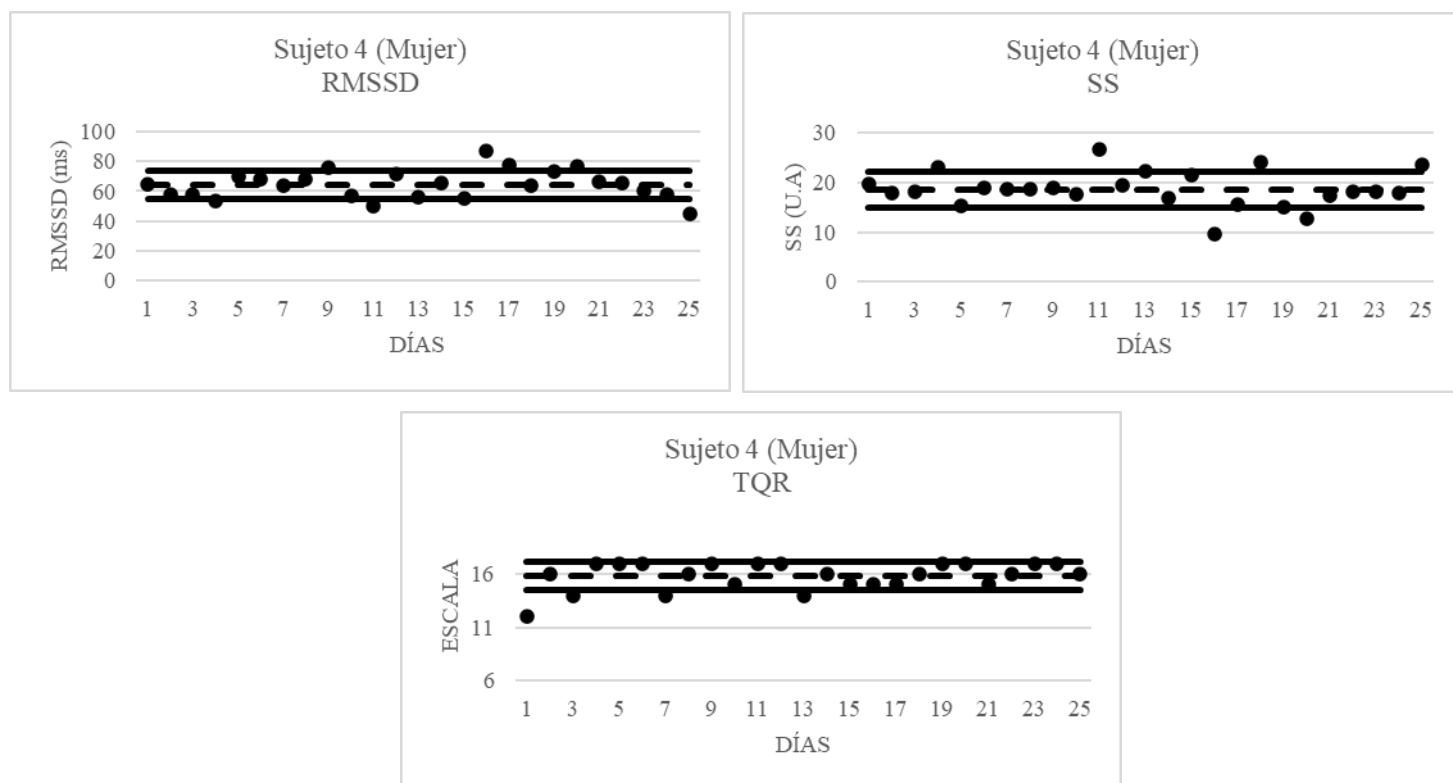 Sujeto 4 (Mujer)
RMSSD
RMSSD (ms)
100
80
60
40
20
0
1 3 5 7 9 11 13 15 17 19 21 23 25
DÍAS
Sujeto 4 (Mujer)
SS
SS (U.A)
30
20
10
0
1 3 5 7 9 11 13 15 17 19 21 23 25
DÍAS
Sujeto 4 (Mujer)
TQR
ESCALA
16
11
6
1 3 5 7 9 11 13 15 17 19 21 23 25
DÍAS